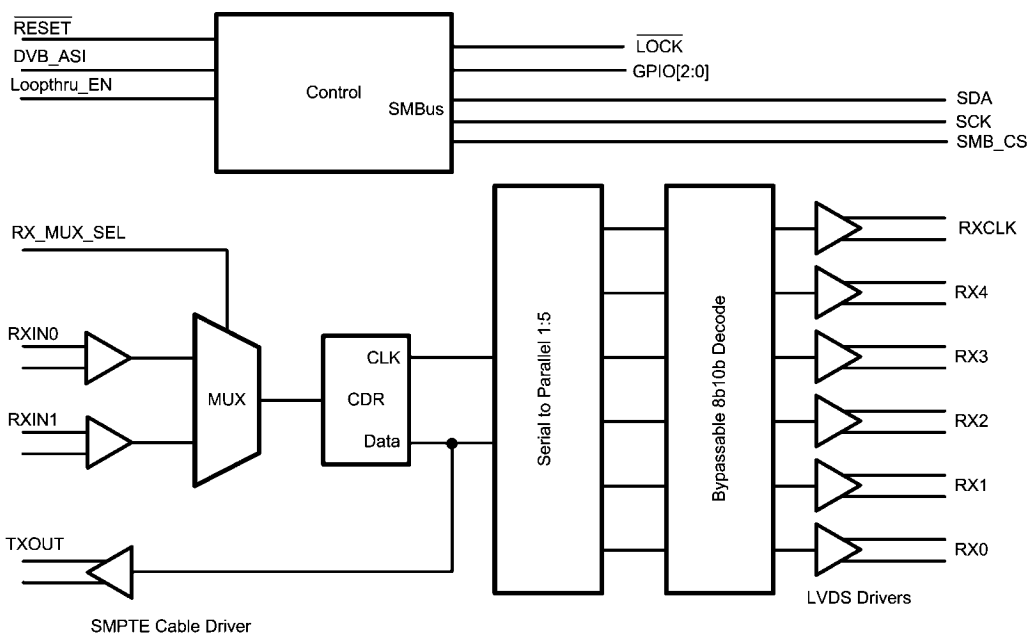 RESET
DVB_ASI
Loopthru_EN
Control
SMBus
LOCK
GPIO[2:0]
SDA
SCK
SMB_CS
RX_MUX_SEL
RXIN0
RXIN1
MUX
CLK
CDR
Data
Serial to Parallel 1:5
Bypassable 8b10b Decode
RXCLK
RX4
RX3
RX2
RX1
RX0
TXOUT
SMPTE Cable Driver
LVDS Drivers